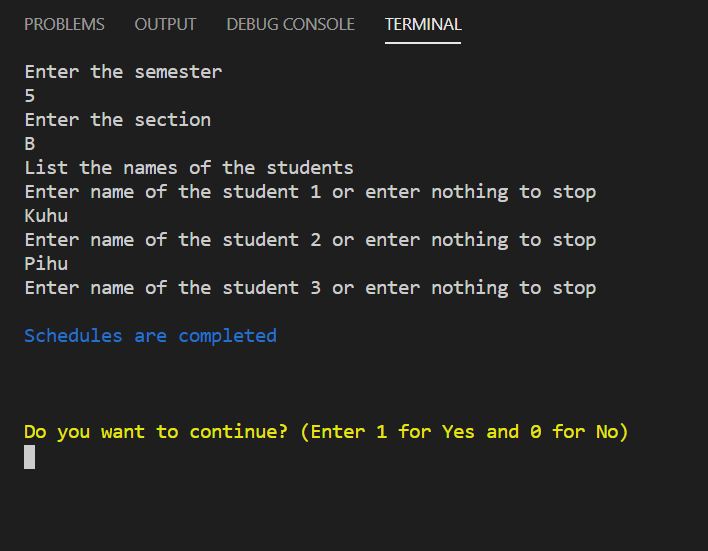 PROBLEMS OUTPUT DEBUG CONSOLE TERMINAL
Enter the semester
5
Enter the section
B
List the names of the students
Enter name of the student 1 or enter nothing to stop
Kuhu
Enter name of the student 2 or enter nothing to stop
Pihu
Enter name of the student 3 or enter nothing to stop
Schedules are completed
Do you want to continue? (Enter 1 for Yes and 0 for No)